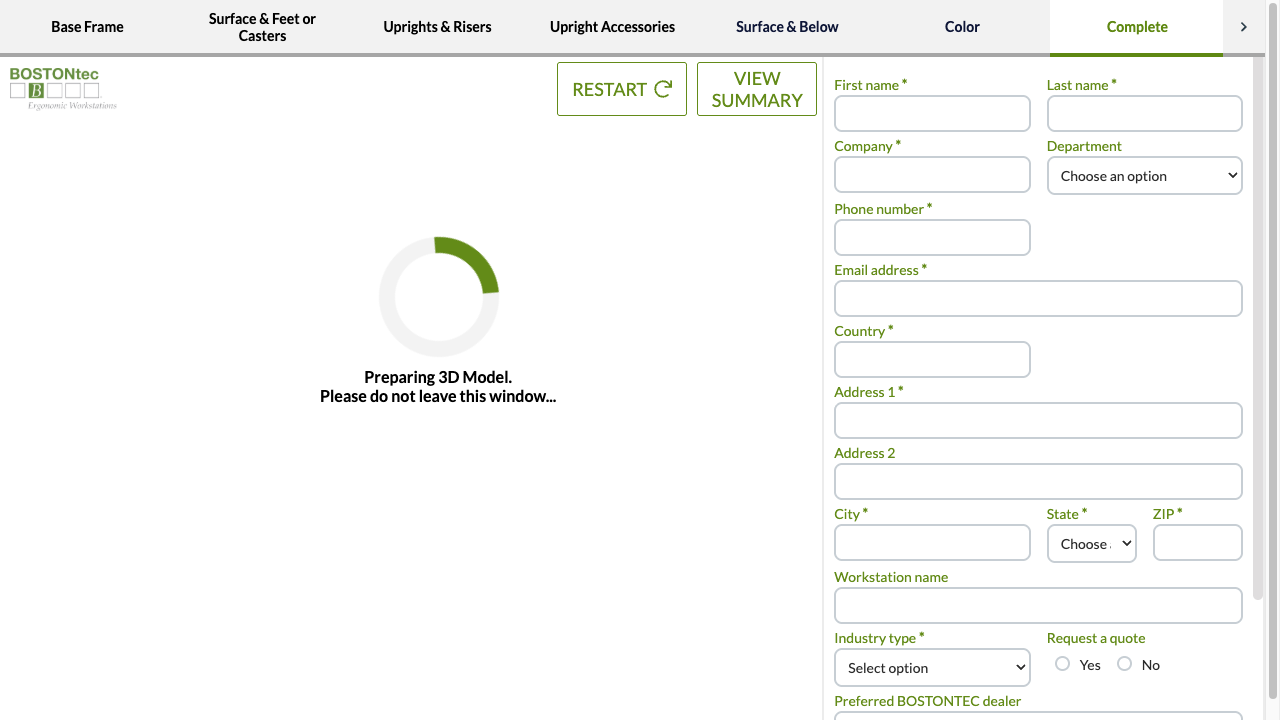 Base Frame
Surface & Feet or
Casters
Uprights & Risers
Upright Accessories
Surface & Below
Color
Complete
BOSTONtec
B
Ergonomic Workstations
RESTART
VIEW
SUMMARY
Preparing 3D Model.
Please do not leave this window...
First name *
Last name *
Company *
Department
Choose an option
Phone number *
Email address *
Country *
Address 1 *
Address 2
City *
State *
ZIP *
Choose
Workstation name
Industry type *
Request a quote
Select option
Yes
No
Preferred BOSTONTEC dealer